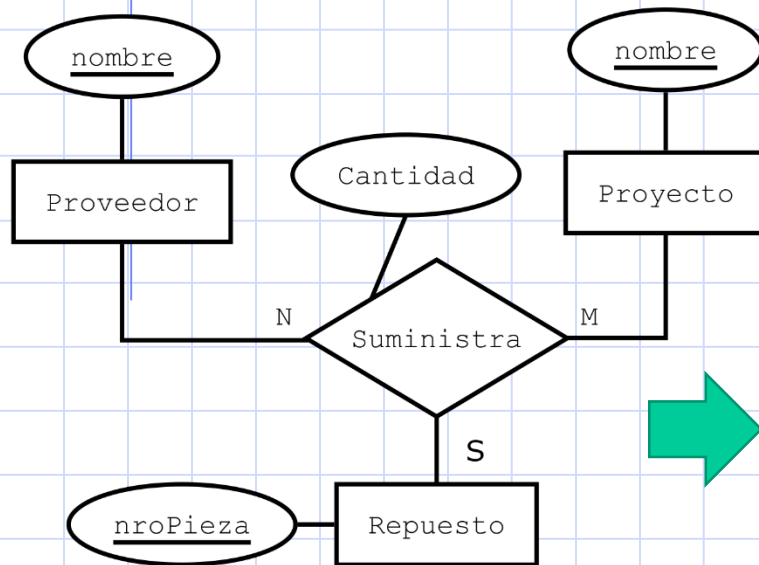 nombre
nombre
Cantidad
Proveedor
Proyecto
N
M
Suministra
S
nroPieza
Repuesto